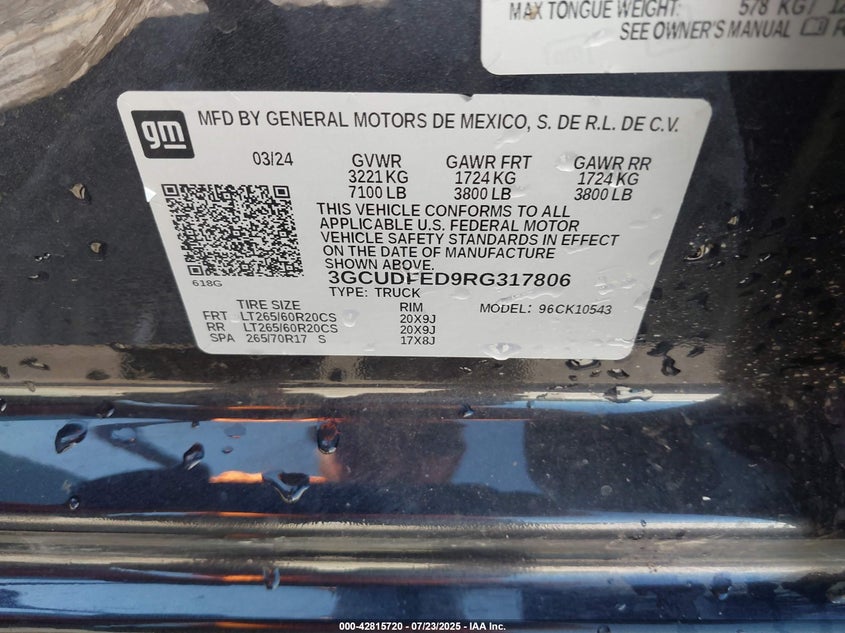 MAX TONGUE WEIGHT: 578 KG
SEE OWNER'S MANUAL
gm
MFD BY GENERAL MOTORS DE MEXICO, S. DE R.L. DE C.V.
03/24 GVWR GAWR FRT GAWR RR
3221 KG 1724 KG 1724 KG
7100 LB 3800 LB 3800 LB
THIS VEHICLE CONFORMS TO ALL
APPLICABLE U.S. FEDERAL MOTOR
VEHICLE SAFETY STANDARDS IN EFFECT
ON THE DATE OF MANUFACTURE
SHOWN ABOVE.
618G
3GCUDFED9RG317806
TYPE: TRUCK MODEL: 96CK10543
TIRE SIZE RIM
FRT LT265/60R20CS 20X9J
RR LT265/60R20CS 20X9J
SPA 265/70R17 S 17X8J
000-42815720 - 07/23/2025 - IAA Inc.